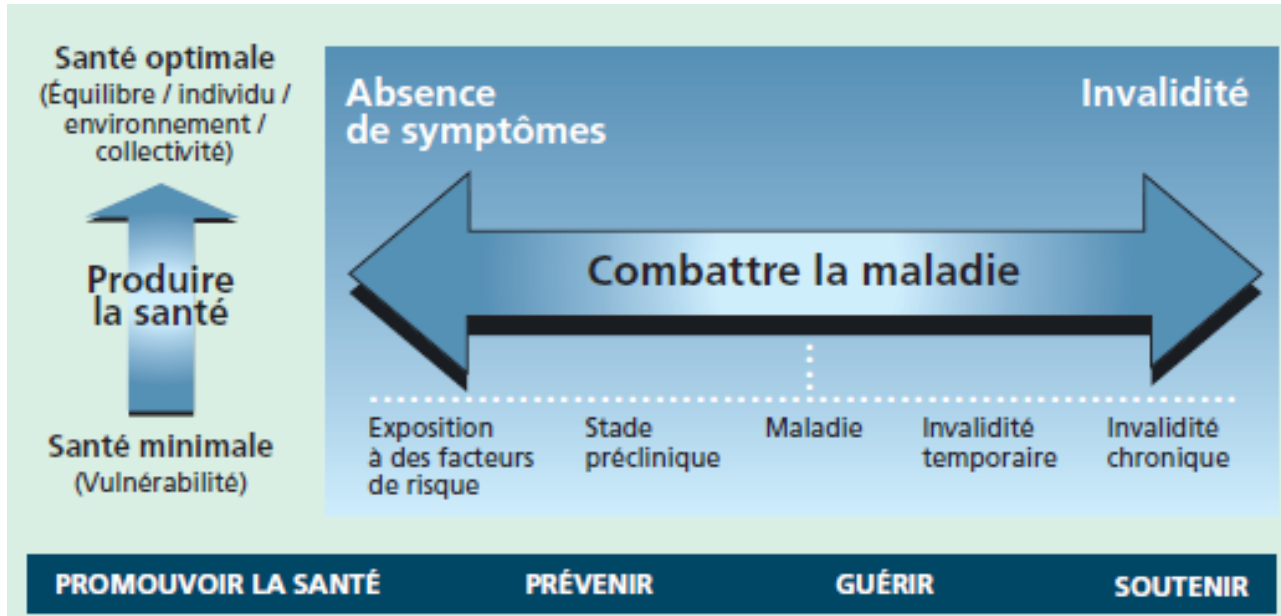 Santé optimale
(Équilibre / individu /
environnement /
collectivité)
Produire
la santé
Santé minimale
(Vulnérabilité)
Absence
de symptômes
Invalidité
Combattre la maladie
Exposition
à des facteurs
de risque
Stade
préclinique
Maladie
Invalidité
temporaire
Invalidité
chronique
PROMOUVOIR LA SANTÉ
PRÉVENIR
GUÉRIR
SOUTENIR